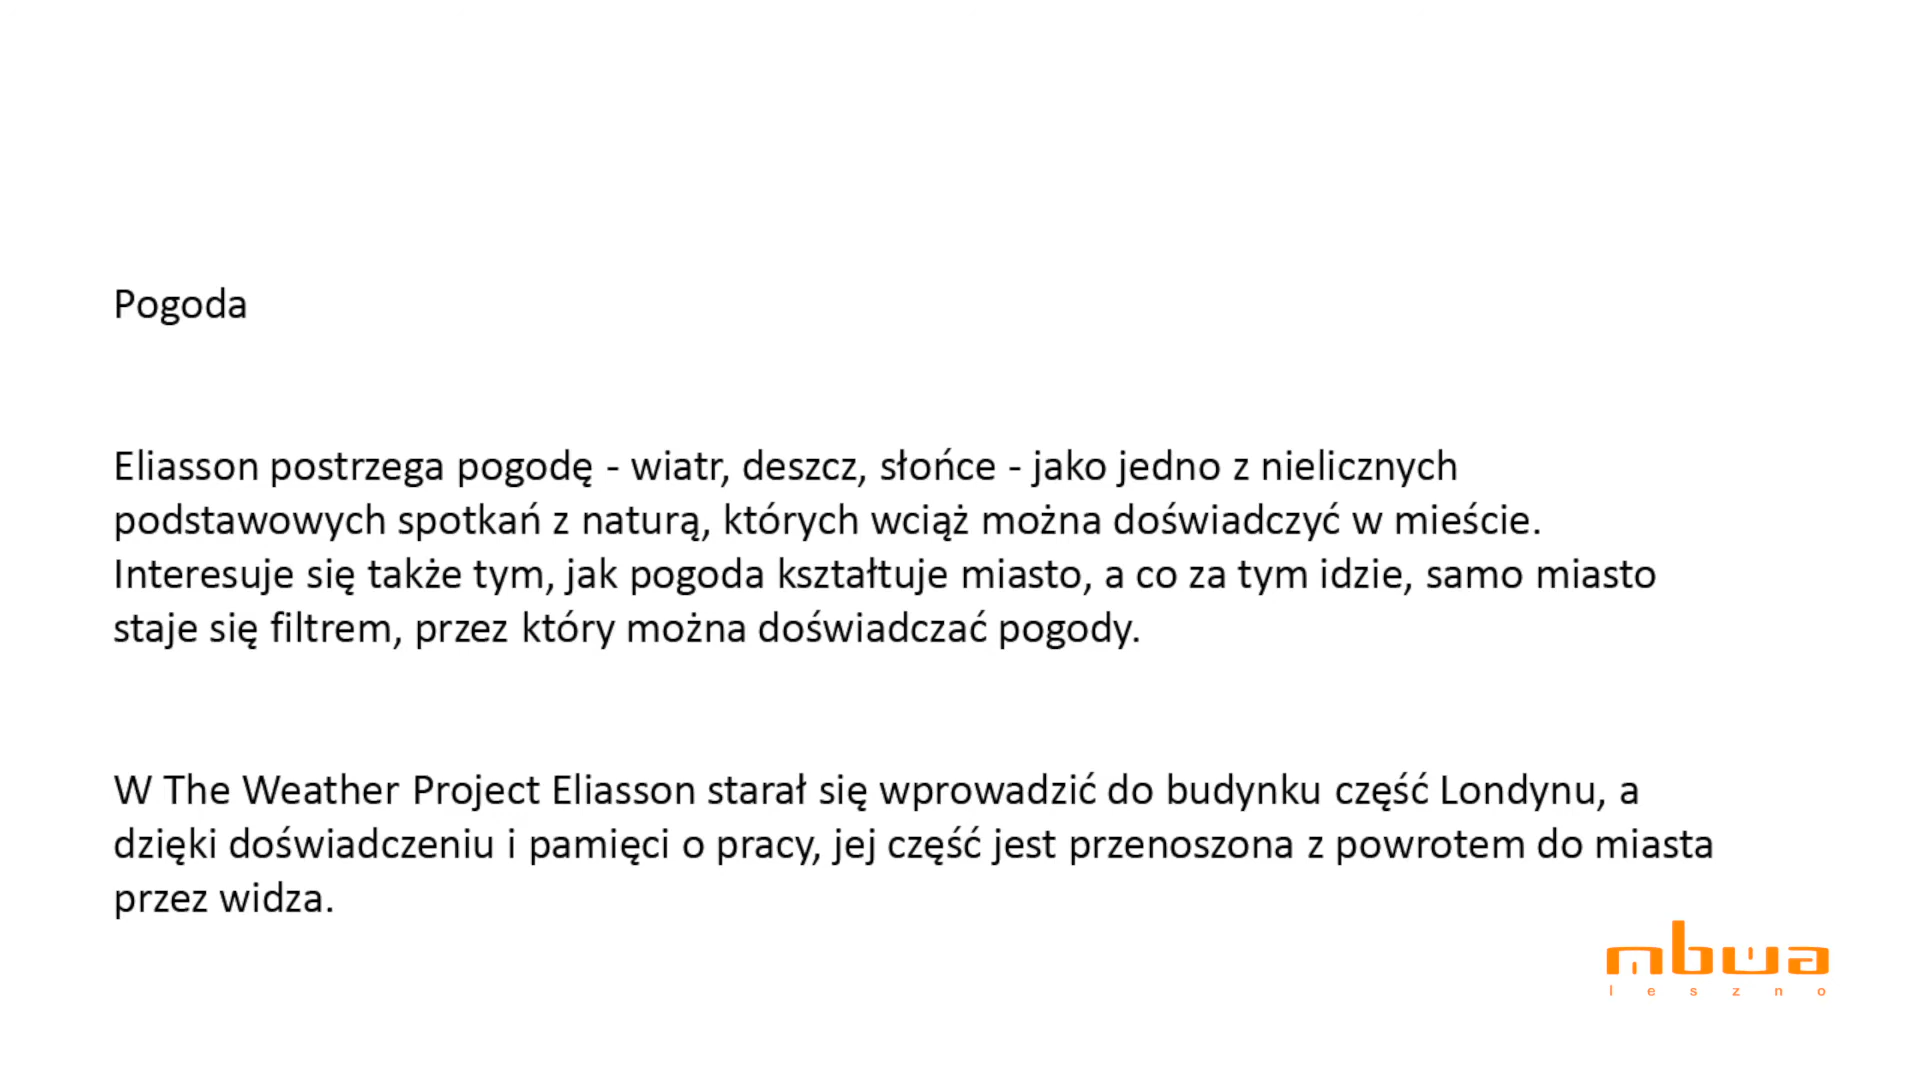 Pogoda
Eliasson postrzega pogodę - wiatr, deszcz, słońce - jako jedno z nielicznych
podstawowych spotkań z naturą, których wciąż można doświadczyć w mieście.
Interesuje się także tym, jak pogoda kształtuje miasto, a co za tym idzie, samo miasto
staje się filtrem, przez który można doświadczać pogody.
W The Weather Project Eliasson starał się wprowadzić do budynku część Londynu, a
dzięki doświadczeniu i pamięci o pracy, jej część jest przenoszona z powrotem do miasta
przez widza.
mbwa
leszno